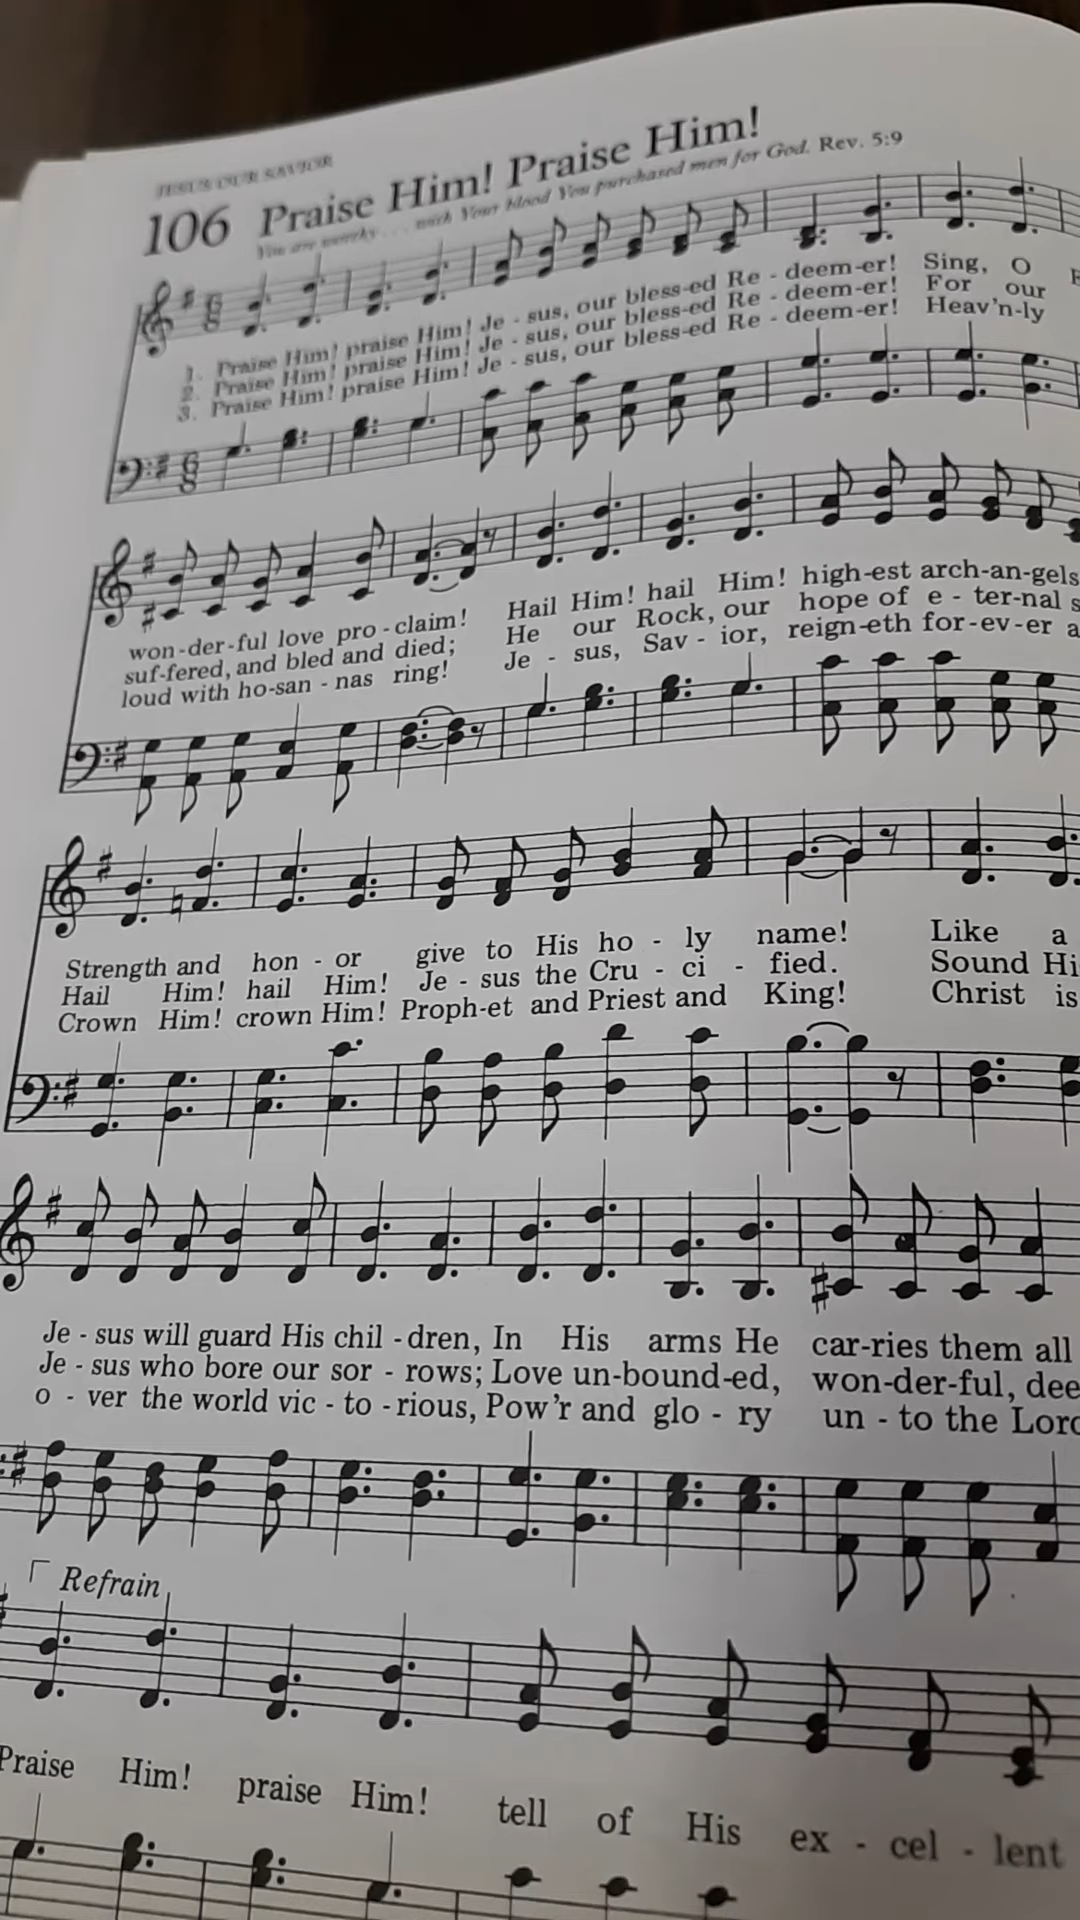 JESUS OUR SAVIOR
106 Praise Him! Praise Him!
You are worthy . . . with Your blood You purchased men for God. Rev. 5:9
1. Praise Him! praise Him! Je - sus, our bless-ed Re - deem-er! Sing, O
2. Praise Him! praise Him! Je - sus, our bless-ed Re - deem-er! For our
3. Praise Him! praise Him! Je - sus, our bless-ed Re - deem-er! Heav'n-ly
won-der-ful love pro-claim! Hail Him! hail Him! high-est arch-an-gels
suf-fered, and bled and died; He our Rock, our hope of e - ter-nal s
loud with ho-san - nas ring! Je - sus, Sav - ior, reign-eth for-ev-er a
Strength and hon - or give to His ho - ly name! Like a
Hail Him! hail Him! Je - sus the Cru - ci - fied. Sound Hi
Crown Him! crown Him! Proph-et and Priest and King! Christ is
Je - sus will guard His chil - dren, In His arms He car-ries them all
Je - sus who bore our sor - rows; Love un-bound-ed, won-der-ful, dee
o - ver the world vic - to - rious, Pow'r and glo - ry un - to the Lord
Refrain
Praise Him! praise Him! tell of His ex - cel - lent